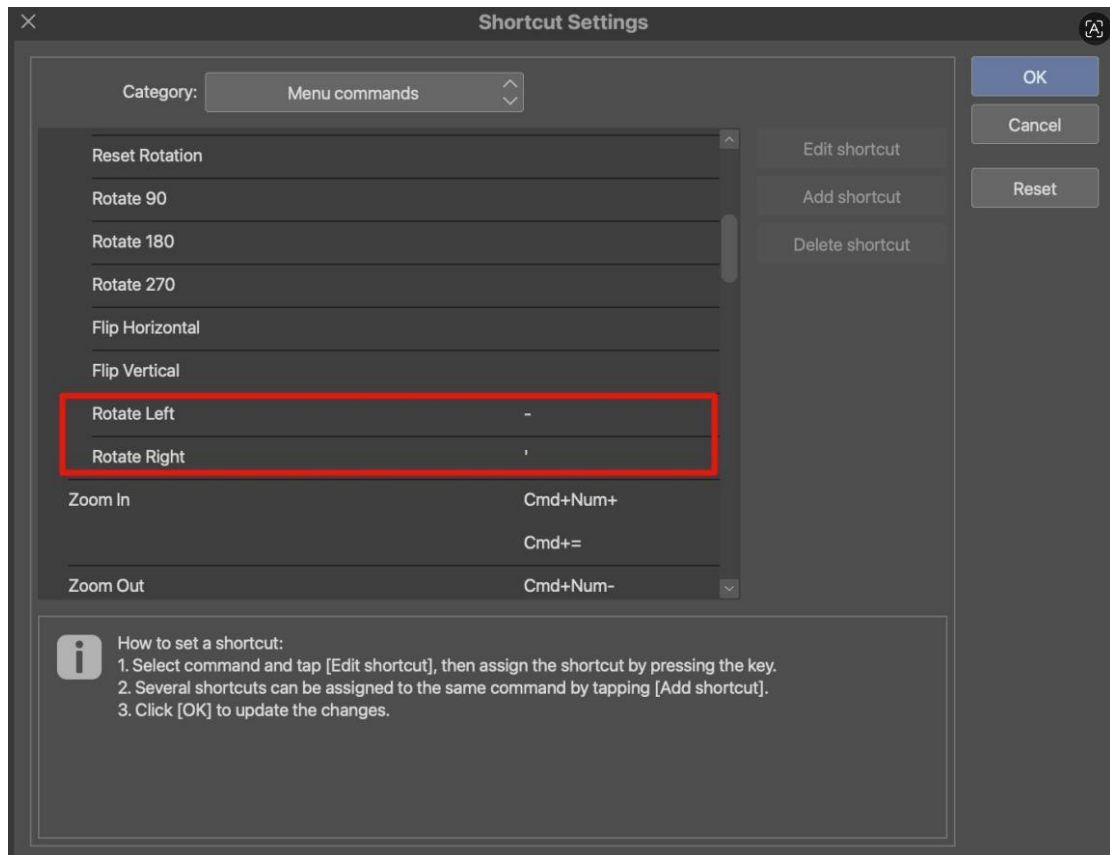 Shortcut Settings
Category: Menu commands
OK
Cancel
Reset
Reset Rotation
Rotate 90
Rotate 180
Rotate 270
Flip Horizontal
Flip Vertical
Rotate Left -
Rotate Right '
Zoom In Cmd+Num+
Cmd+=
Zoom Out Cmd+Num-
Edit shortcut
Add shortcut
Delete shortcut
How to set a shortcut:
1. Select command and tap [Edit shortcut], then assign the shortcut by pressing the key.
2. Several shortcuts can be assigned to the same command by tapping [Add shortcut].
3. Click [OK] to update the changes.